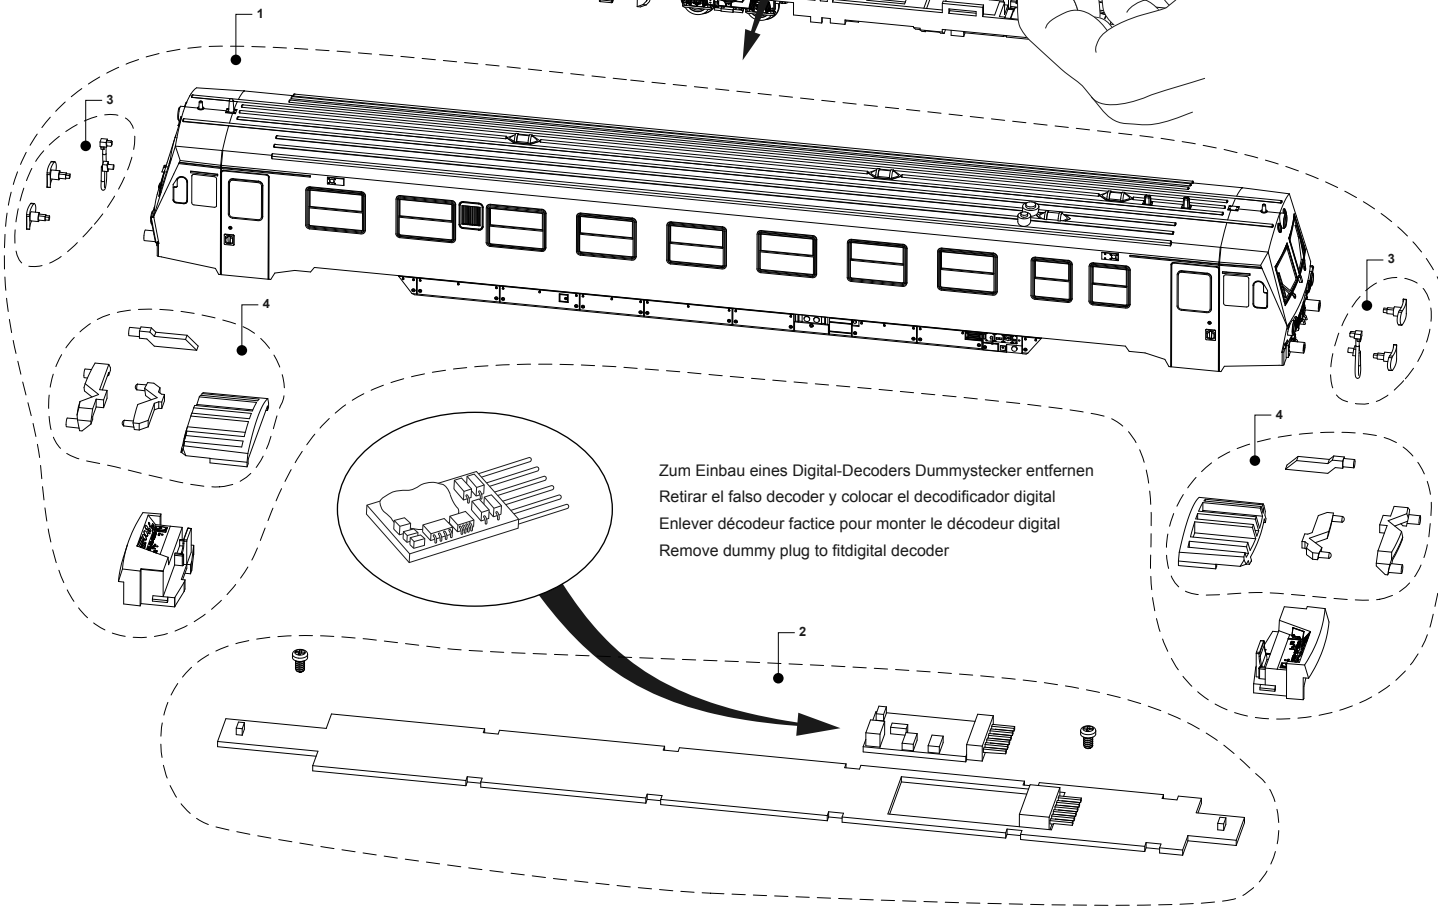 1
3
3
4
4
Zum Einbau eines Digital-Decoders Dummystecker entfernen
Retirar el falso decoder y colocar el decodificador digital
Enlever décodeur factice pour monter le décodeur digital
Remove dummy plug to fitdigital decoder
2